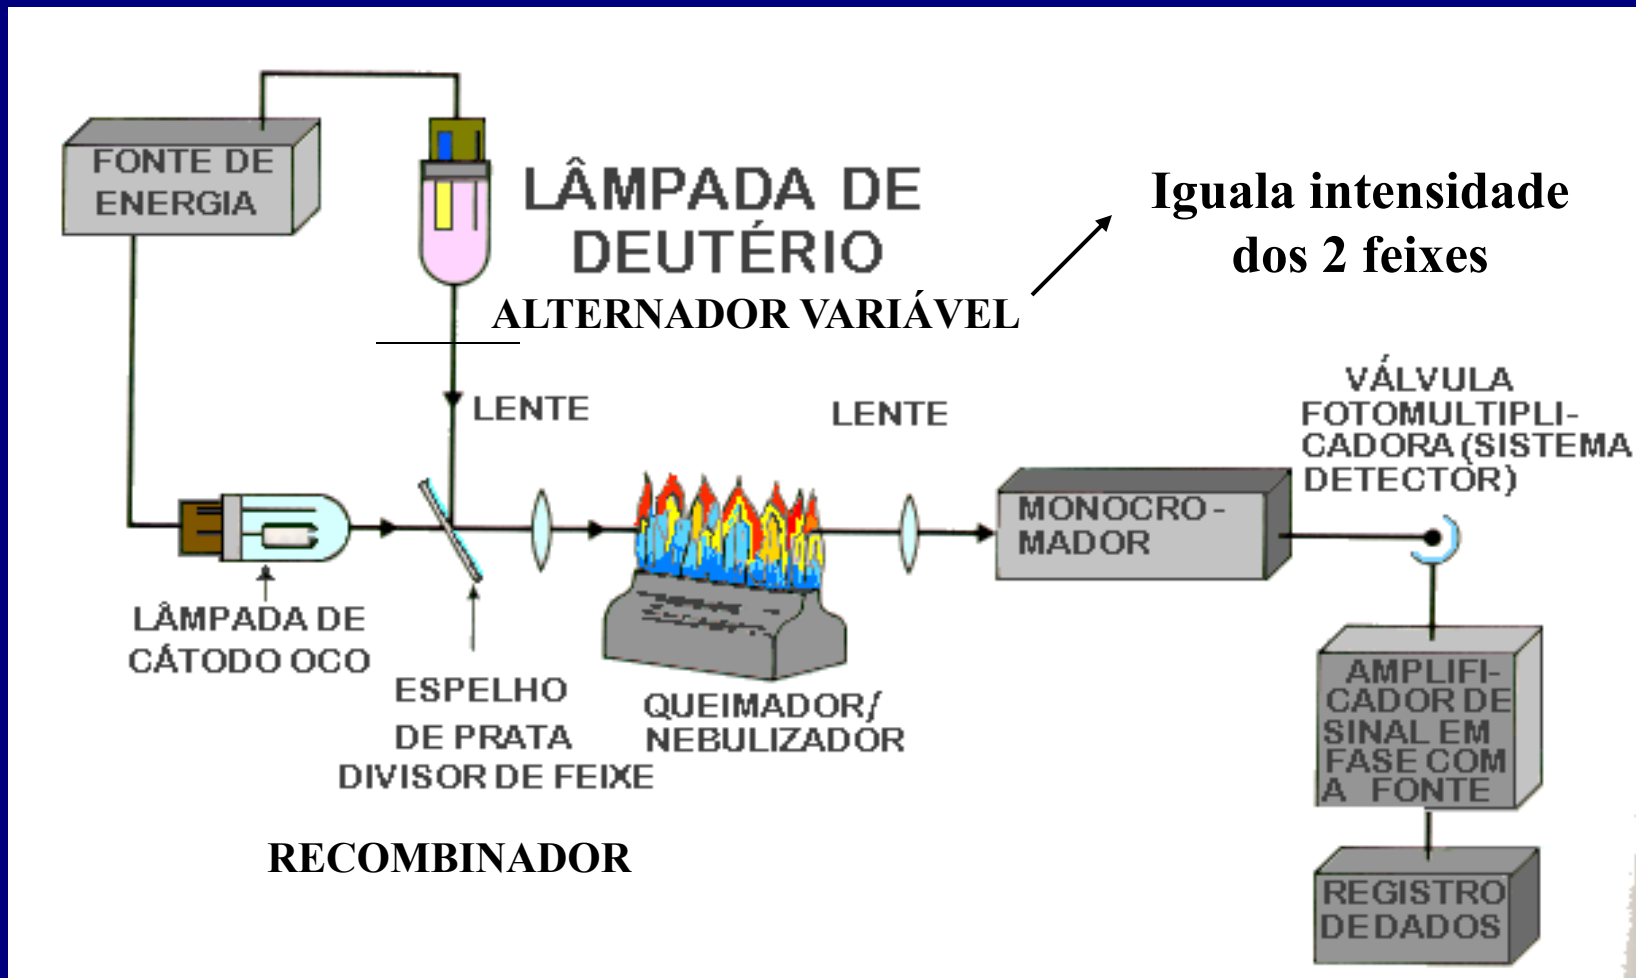 FONTE DE
ENERGIA
LÂMPADA DE
DEUTÉRIO
ALTERNADOR VARIÁVEL
Iguala intensidade
dos 2 feixes
LENTE
LENTE
VÁLVULA
FOTOMULTIPLI-
CADORA (SISTEMA
DETECTOR)
MONOCRO-
MADOR
LÂMPADA DE
CÁTODO OCO
ESPELHO
DE PRATA
DIVISOR DE FEIXE
QUEIMADOR/
NEBULIZADOR
AMPLIFI-
CADOR DE
SINAL EM
FASE COM
A FONTE
RECOMBINADOR
REGISTRO
DE DADOS